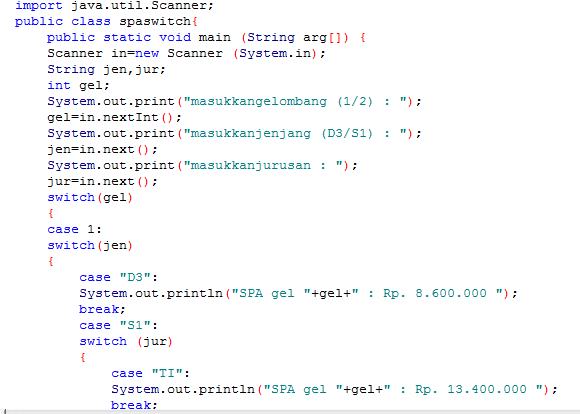 import java.util.Scanner;
public class spaswitch{
public static void main (String arg[]) {
Scanner in=new Scanner (System.in);
String jen,jur;
int gel;
System.out.print("masukkangelombang (1/2) : ");
gel=in.nextInt();
System.out.print("masukkanjenjang (D3/S1) : ");
jen=in.next();
System.out.print("masukkanjurusan : ");
jur=in.next();
switch(gel)
{
case 1:
switch(jen)
{
case "D3":
System.out.println("SPA gel "+gel+" : Rp. 8.600.000 ");
break;
case "S1":
switch (jur)
{
case "TI":
System.out.println("SPA gel "+gel+" : Rp. 13.400.000 ");
break;